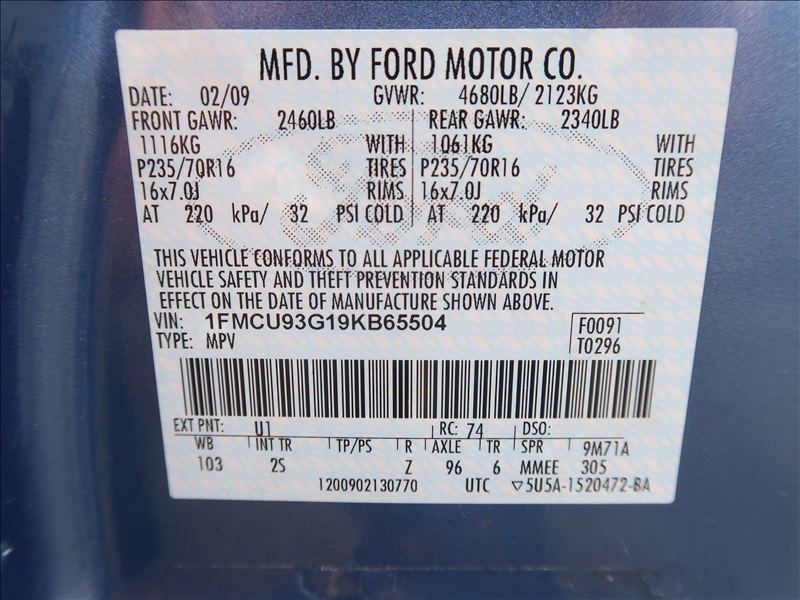 MFD. BY FORD MOTOR CO.
DATE: 02/09 GVWR: 4680LB/ 2123KG
FRONT GAWR: 2460LB REAR GAWR: 2340LB
1116KG WITH 1061KG WITH
P235/70R16 TIRES P235/70R16 TIRES
16x7.0J RIMS 16x7.0J RIMS
AT 220 kPa/ 32 PSI COLD AT 220 kPa/ 32 PSI COLD
THIS VEHICLE CONFORMS TO ALL APPLICABLE FEDERAL MOTOR
VEHICLE SAFETY AND THEFT PREVENTION STANDARDS IN
EFFECT ON THE DATE OF MANUFACTURE SHOWN ABOVE.
VIN: 1FMCU93G19KB65504 F0091
TYPE: MPV T0296
EXT PNT: U1 RC: 74 DSO:
WB INT TR TP/PS R AXLE TR SPR 9M71A
103 2S Z 96 6 MMEE 305
1200902130770 UTC ▽5U5A-1520472-BA